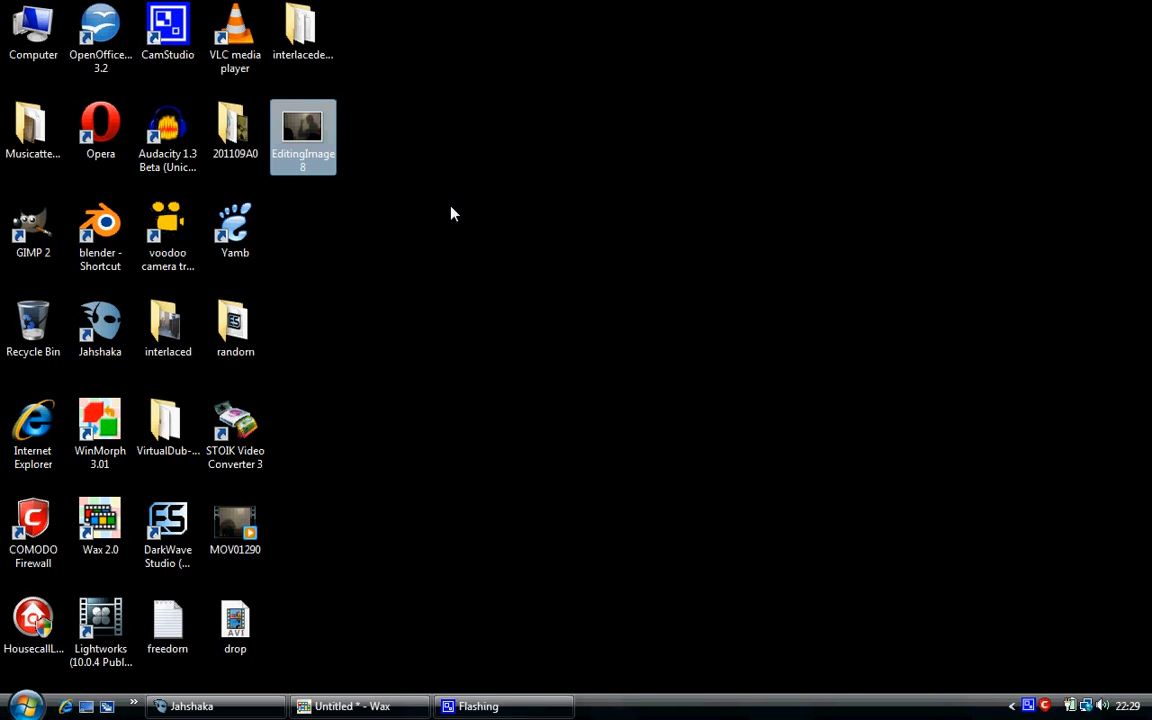 Computer
OpenOffice...
3.2
CamStudio
VLC media
player
interlacede...
Musicatte...
Opera
Audacity 1.3
Beta (Unic...
201109A0
EditingImage
8
GIMP 2
blender -
Shortcut
voodoo
camera tr...
Yamb
Recycle Bin
Jahshaka
interlaced
random
Internet
Explorer
WinMorph
3.01
VirtualDub-...
STOIK Video
Converter 3
COMODO
Firewall
Wax 2.0
DarkWave
Studio (...
MOV01290
HousecallL...
Lightworks
(10.0.4 Publ...
freedom
AVI
drop
Jahshaka
Untitled * - Wax
Flashing
22:29